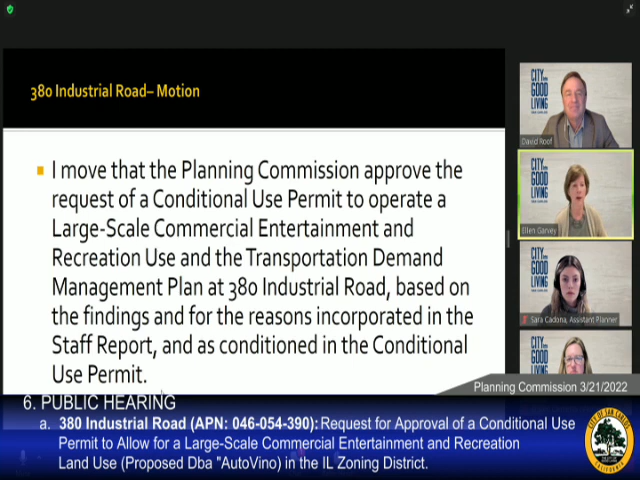 380 Industrial Road– Motion
I move that the Planning Commission approve the
request of a Conditional Use Permit to operate a
Large-Scale Commercial Entertainment and
Recreation Use and the Transportation Demand
Management Plan at 380 Industrial Road, based on
the findings and for the reasons incorporated in the
Staff Report, and as conditioned in the Conditional
Use Permit.
CITY
GOOD
LIVING
David Roof
CITY
GOOD
LIVING
Ellen Garvey
CITY
GOOD
LIVING
Sara Cadona, Assistant Planner
CITY
GOOD
LIVING
Planning Commission 3/21/2022
6. PUBLIC HEARING
a. 380 Industrial Road (APN: 046-054-390): Request for Approval of a Conditional Use
Permit to Allow for a Large-Scale Commercial Entertainment and Recreation
Land Use (Proposed Dba "AutoVino") in the IL Zoning District.
CITY OF SAN CARLOS
CALIFORNIA